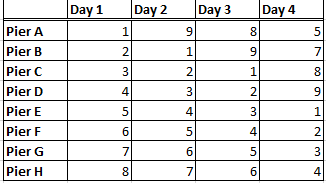 Day 1 Day 2 Day 3 Day 4
Pier A 1 9 8 5
Pier B 2 1 9 7
Pier C 3 2 1 8
Pier D 4 3 2 9
Pier E 5 4 3 1
Pier F 6 5 4 2
Pier G 7 6 5 3
Pier H 8 7 6 4